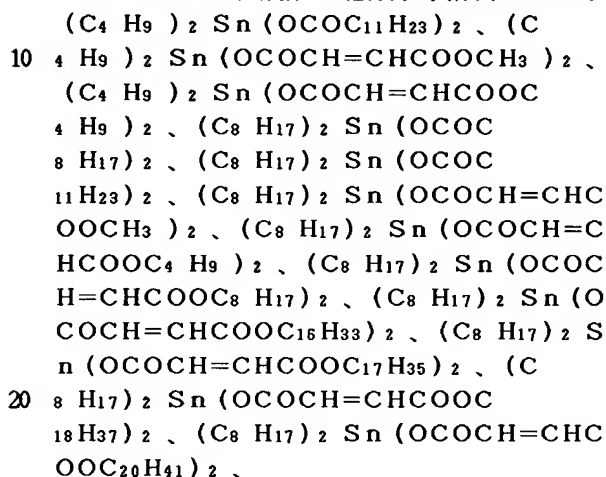 (C4 H9 )2 Sn(OCOC11H23)2 、(C
10 4 H9 )2 Sn(OCOCH=CHCOOCH3 )2 、
(C4 H9 )2 Sn(OCOCH=CHCOOC
4 H9 )2 、(C8 H17)2 Sn(OCOC
8 H17)2 、(C8 H17)2 Sn(OCOC
11H23)2 、(C8 H17)2 Sn(OCOCH=CHC
OOCH3 )2 、(C8 H17)2 Sn(OCOCH=C
HCOOC4 H9 )2 、(C8 H17)2 Sn(OCOC
H=CHCOOC8 H17)2 、(C8 H17)2 Sn(O
COCH=CHCOOC16H33)2 、(C8 H17)2 S
n(OCOCH=CHCOOC17H35)2 、(C
20 8 H17)2 Sn(OCOCH=CHCOOC
18H37)2 、(C8 H17)2 Sn(OCOCH=CHC
OOC20H41)2 、